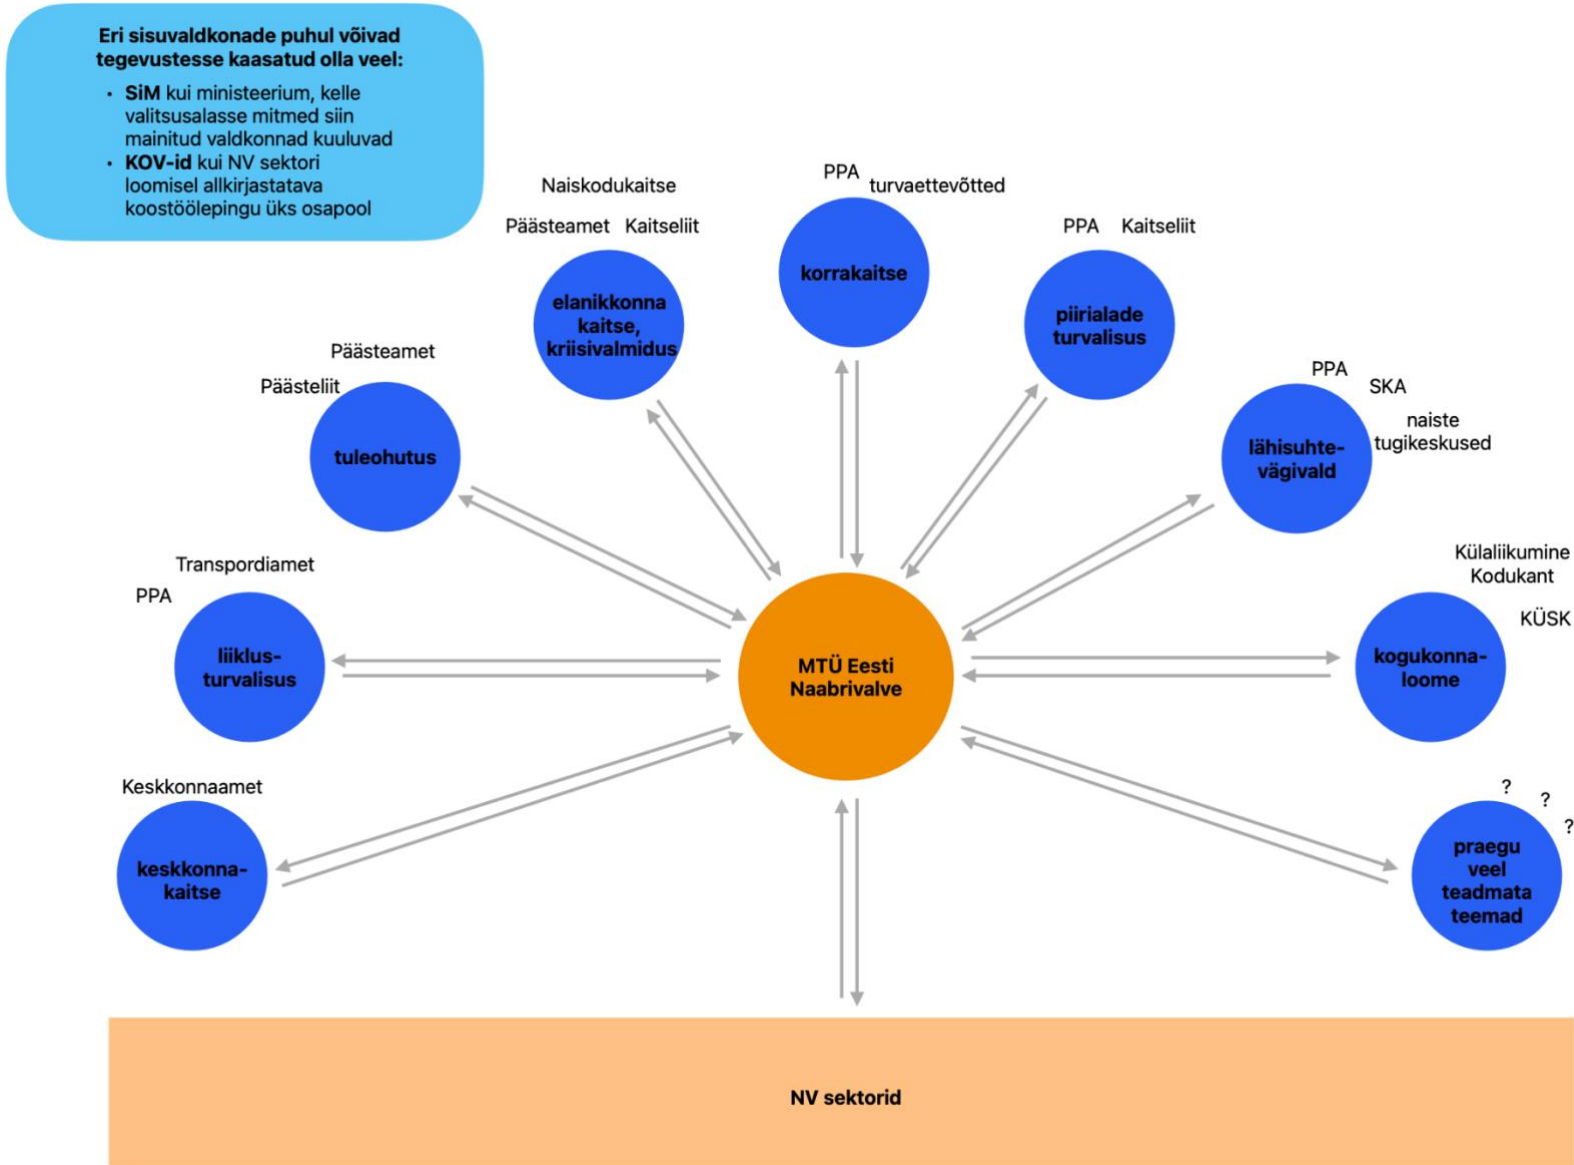 Eri sisuvaldkonade puhul võivad
tegevustesse kaasatud olla veel:
• SiM kui ministeerium, kelle
valitsusalasse mitmed siin
mainitud valdkonnad kuuluvad
• KOV-id kui NV sektori
loomisel allkirjastatava
koostöölepingu üks osapool
Naiskodukaitse
Päästeamet Kaitseliit
elanikkonna
kaitse,
kriisivalmidus
PPA
turvaettevõtted
korrakaitse
PPA Kaitseliit
piirialade
turvalisus
Päästeamet
Päästeliit
tuleohutus
PPA
SKA
naiste
tugikeskused
lähisuhte-
vägivald
Transpordiamet
PPA
liiklus-
turvalisus
Külaliikumine
Kodukant
KÜSK
kogukonna-
loome
MTÜ Eesti
Naabrivalve
Keskkonnaamet
keskkonna-
kaitse
?
?
?
praegu
veel
teadmata
teemad
NV sektorid